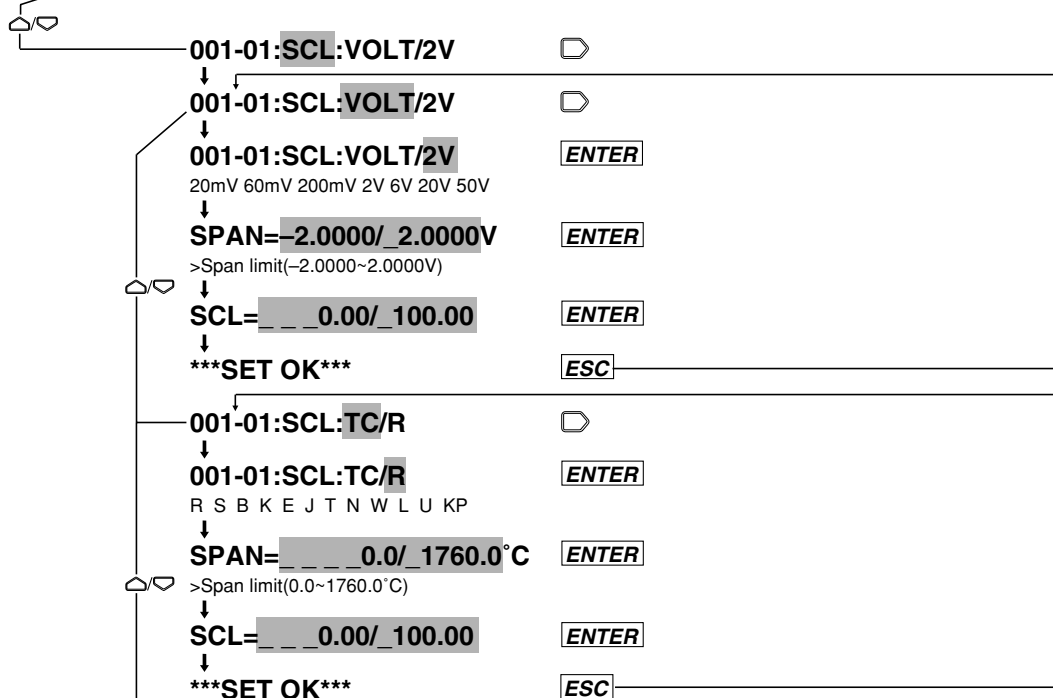 /
001-01:SCL:VOLT/2V
001-01:SCL:VOLT/2V
001-01:SCL:VOLT/2V ENTER
20mV 60mV 200mV 2V 6V 20V 50V
SPAN=–2.0000/_2.0000V ENTER
>Span limit(–2.0000~2.0000V)
/
SCL=_ _ _0.00/_100.00 ENTER
***SET OK*** ESC
001-01:SCL:TC/R
001-01:SCL:TC/R ENTER
R S B K E J T N W L U KP
SPAN=_ _ _ _0.0/_1760.0˚C ENTER
/
>Span limit(0.0~1760.0˚C)
SCL=_ _ _0.00/_100.00 ENTER
***SET OK*** ESC